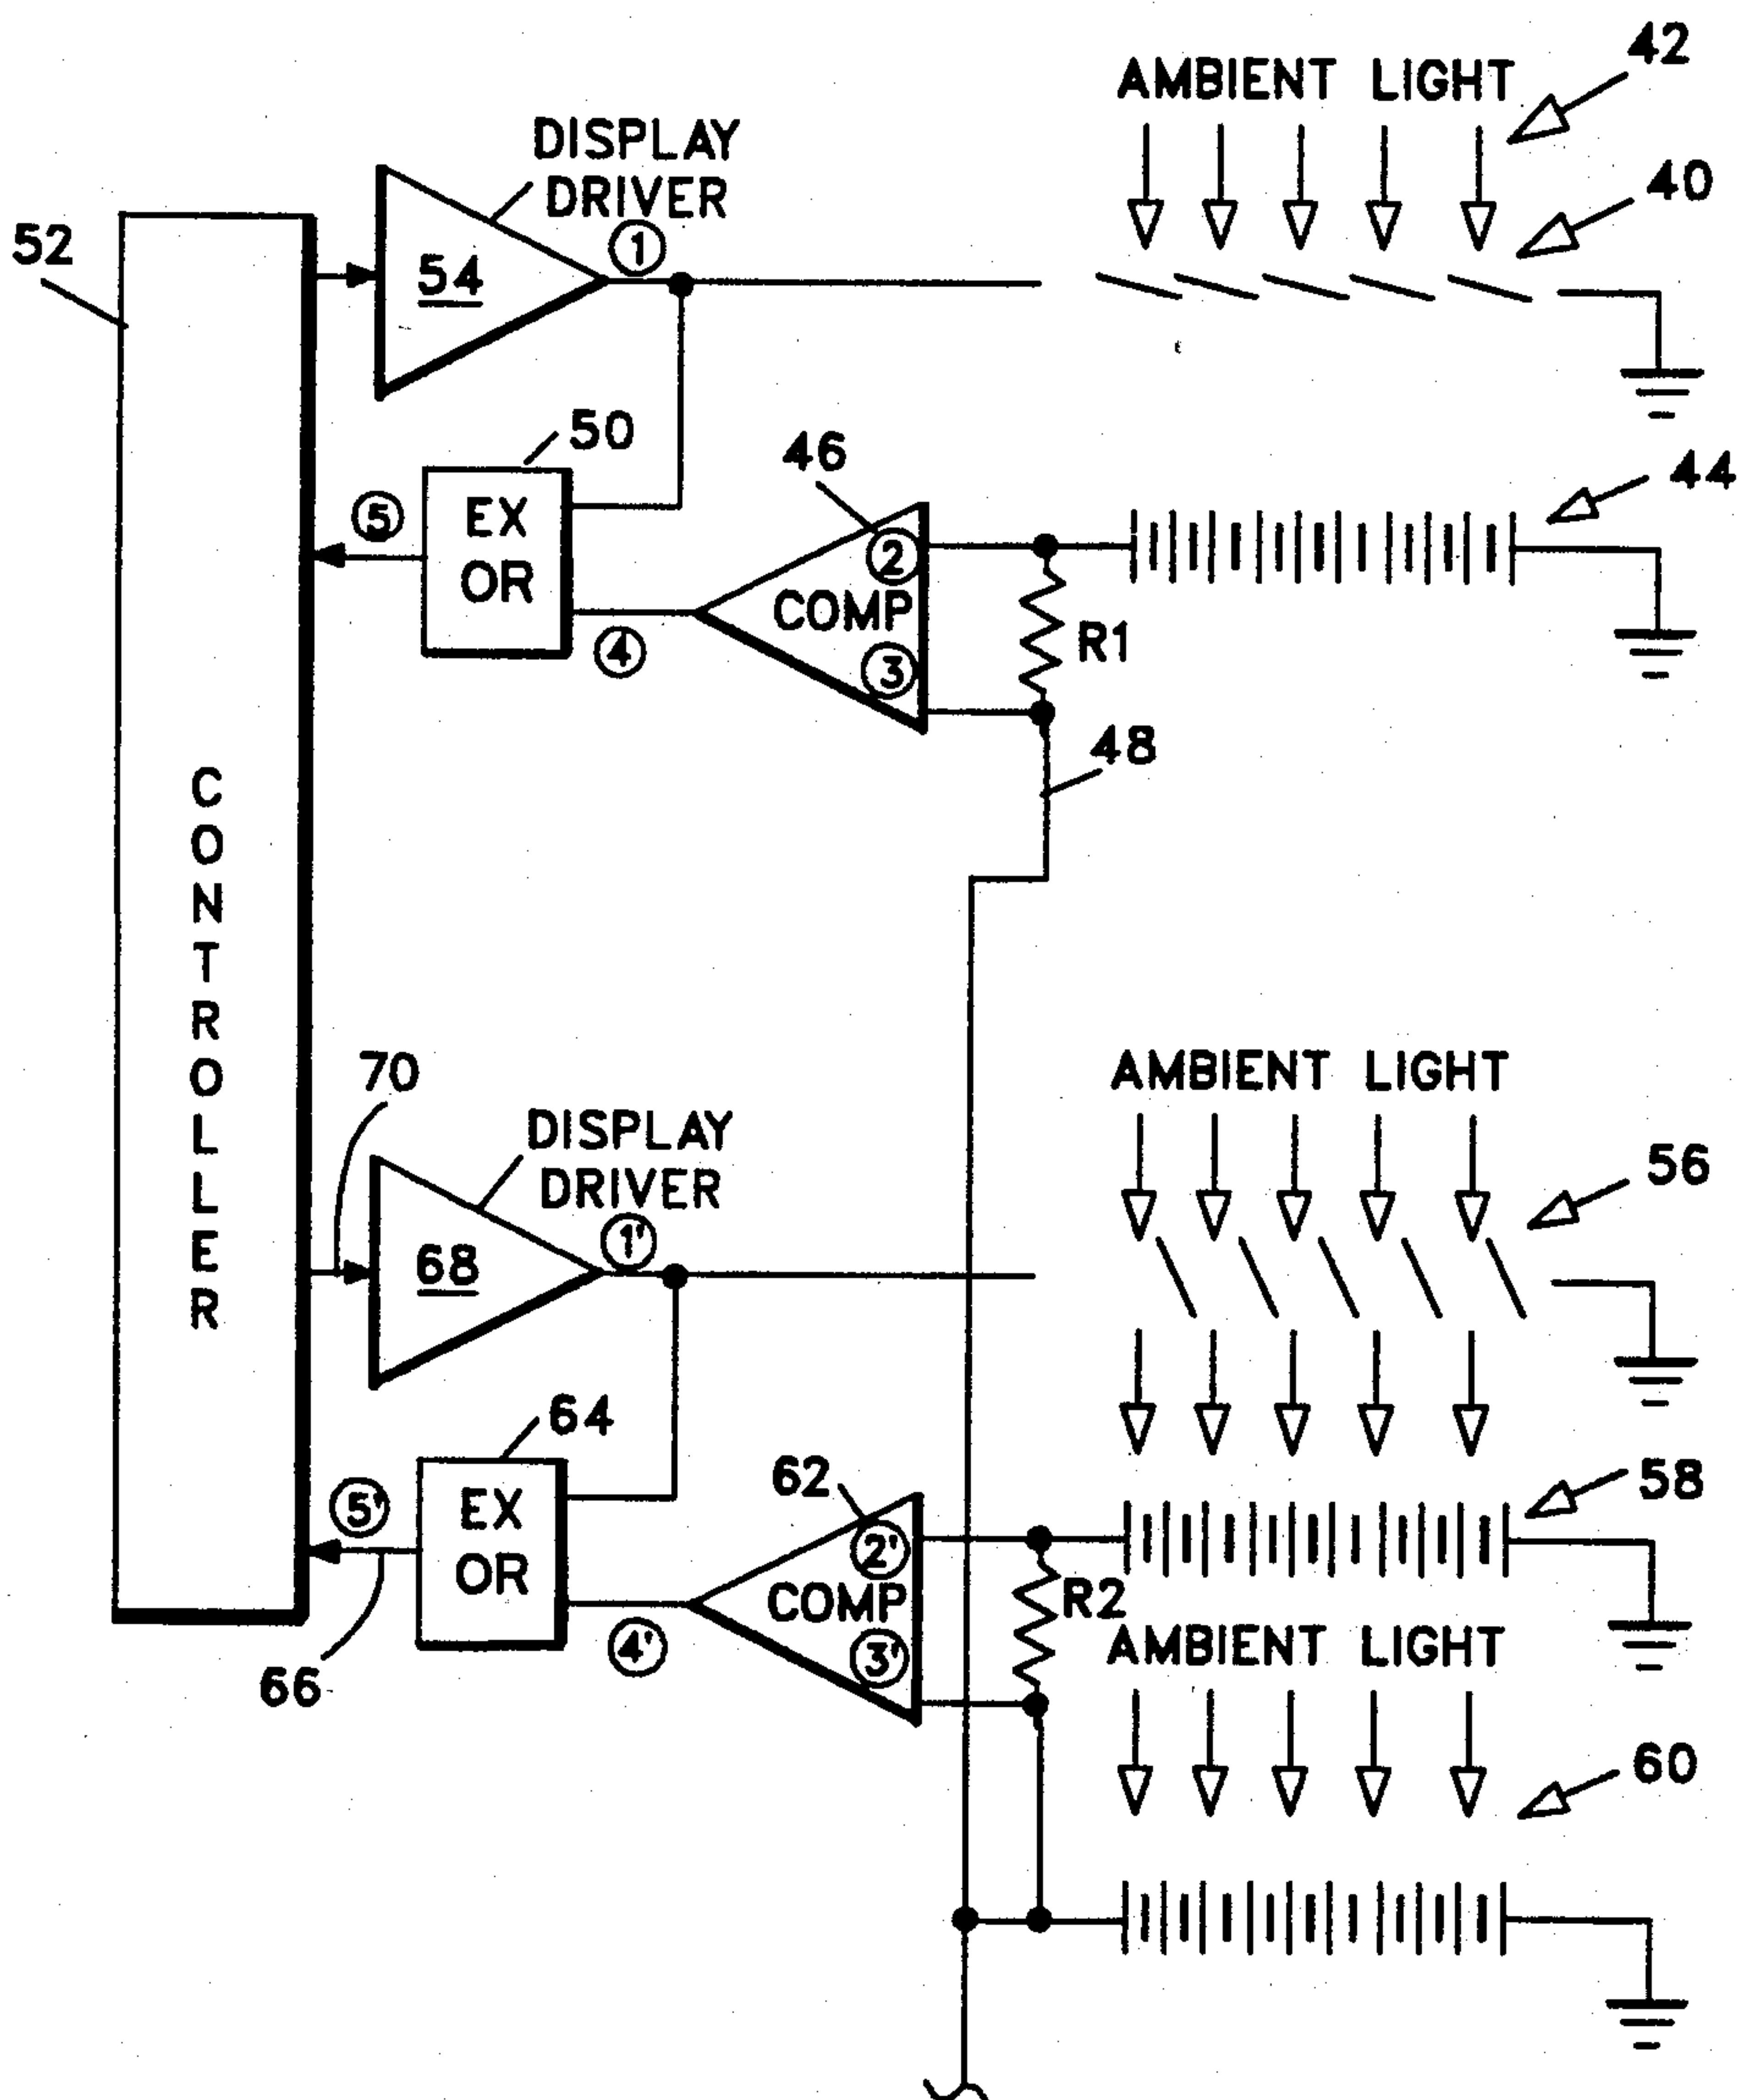 42
AMBIENT LIGHT
DISPLAY
DRIVER
40
52
54
①
50
46
44
⑤
EX
OR
②
COMP
③
R1
④
48
CONTROLLER
70
AMBIENT LIGHT
DISPLAY
DRIVER
56
68
1'
64
62
58
5'
EX
OR
2'
COMP
3'
R2
4'
AMBIENT LIGHT
66
60